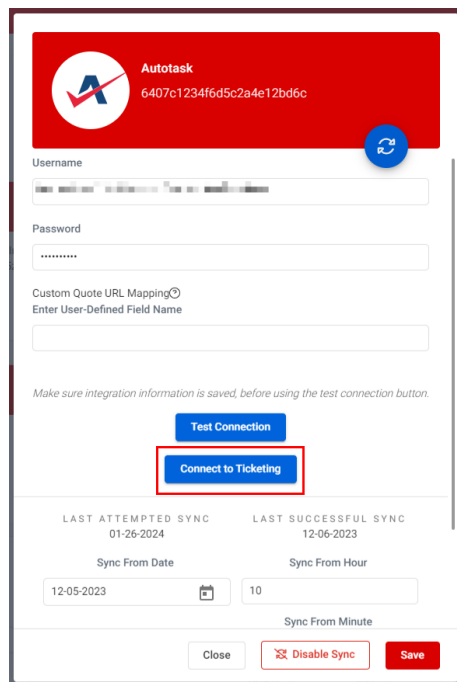 Autotask
6407c1234f6d5c2a4e12bd6c
Username
Password
••••••••••
Custom Quote URL Mapping?
Enter User-Defined Field Name
Make sure integration information is saved, before using the test connection button.
Test Connection
Connect to Ticketing
LAST ATTEMPTED SYNC LAST SUCCESSFUL SYNC
01-26-2024 12-06-2023
Sync From Date Sync From Hour
12-05-2023 10
Sync From Minute
Close Disable Sync Save